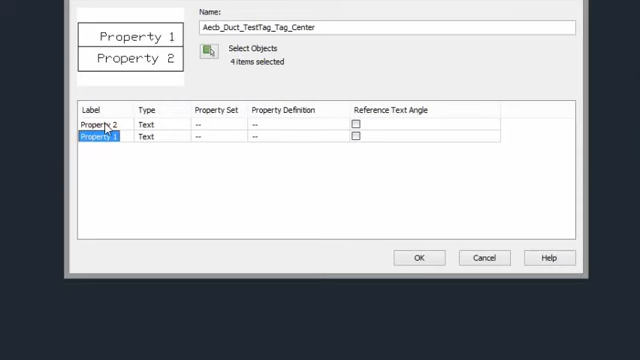 Name:
Property 1
Property 2
Aecb_Duct_TestTag_Tag_Center
Select Objects
4 items selected
Label Type Property Set Property Definition Reference Text Angle
Property 2 Text -- --
Property 1 Text -- --
OK Cancel Help